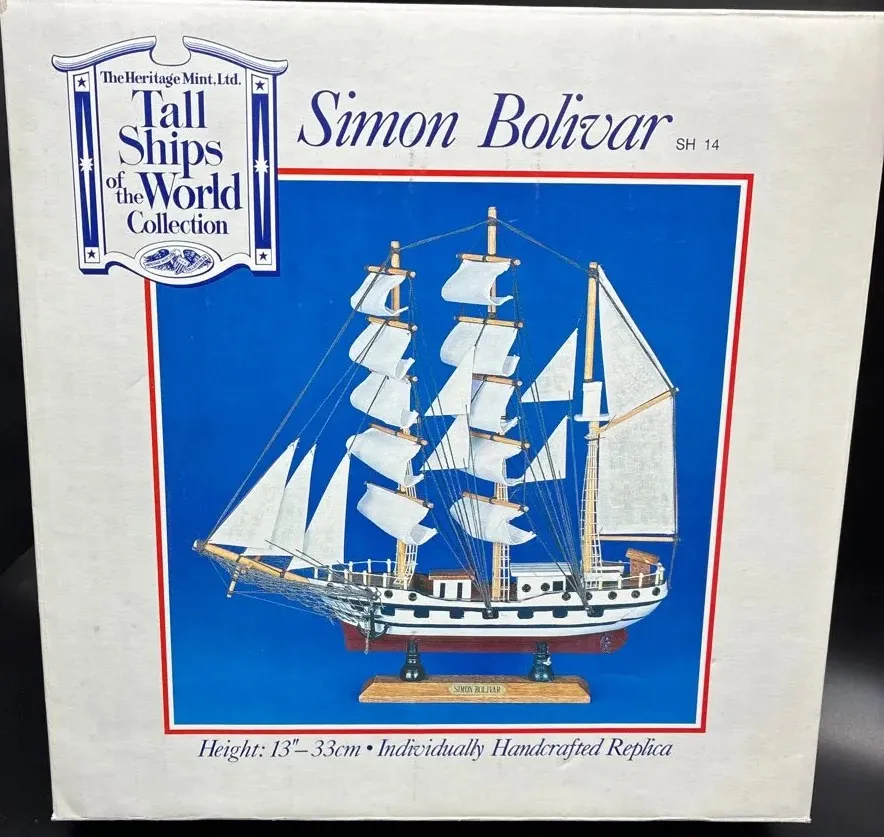 The Heritage Mint, Ltd.
Tall
Ships
of the World
Collection
Simon Bolivar SH 14
SIMON BOLIVAR
Height: 13"–33cm • Individually Handcrafted Replica